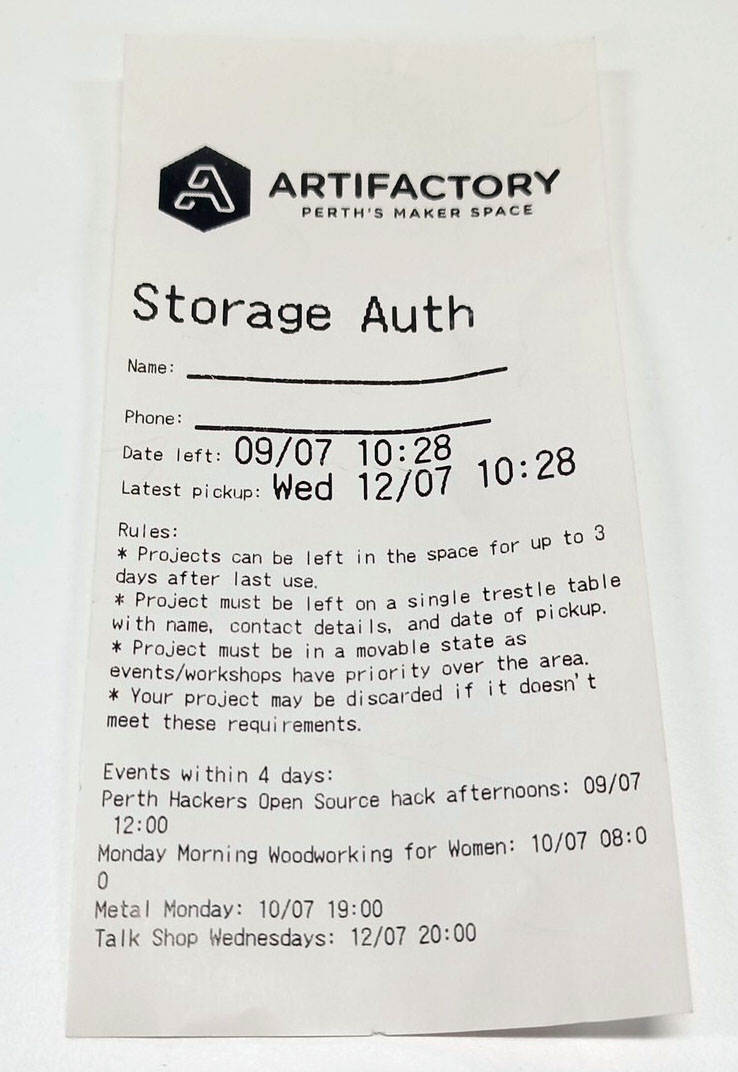 ARTIFACTORY
PERTH'S MAKER SPACE
Storage Auth
Name:
Phone:
Date left: 09/07 10:28
Latest pickup: Wed 12/07 10:28
Rules:
* Projects can be left in the space for up to 3
days after last use.
* Project must be left on a single trestle table
with name, contact details, and date of pickup.
* Project must be in a movable state as
events/workshops have priority over the area.
* Your project may be discarded if it doesn't
meet these requirements.
Events within 4 days:
Perth Hackers Open Source hack afternoons: 09/07
12:00
Monday Morning Woodworking for Women: 10/07 08:0
0
Metal Monday: 10/07 19:00
Talk Shop Wednesdays: 12/07 20:00